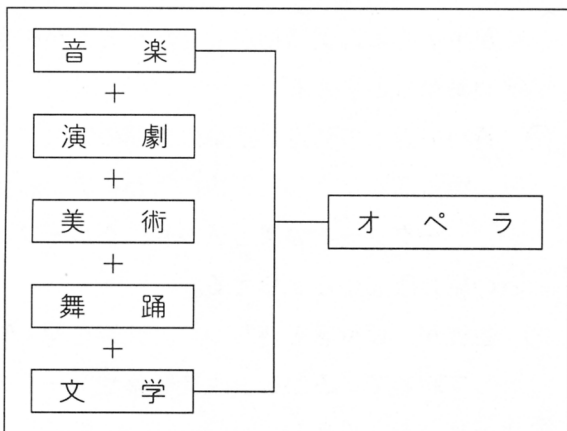 音楽
+
演劇
+
美術
+
舞踊
+
文学
オペラ